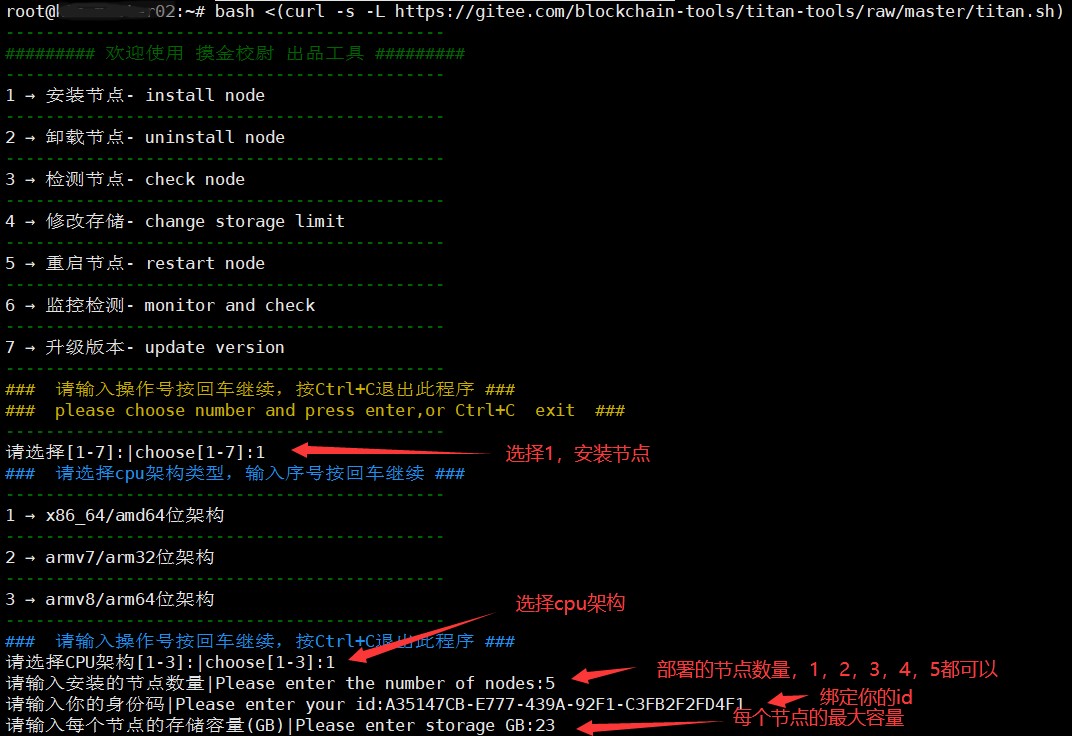 root@        02:~# bash <(curl -s -L https://gitee.com/blockchain-tools/titan-tools/raw/master/titan.sh)
--------------------------------------------
######### 欢迎使用 摸金校尉 出品工具 #########
--------------------------------------------
1 → 安装节点- install node
--------------------------------------------
2 → 卸载节点- uninstall node
--------------------------------------------
3 → 检测节点- check node
--------------------------------------------
4 → 修改存储- change storage limit
--------------------------------------------
5 → 重启节点- restart node
--------------------------------------------
6 → 监控检测- monitor and check
--------------------------------------------
7 → 升级版本- update version
--------------------------------------------
### 请输入操作号按回车继续，按Ctrl+C退出此程序 ###
### please choose number and press enter,or Ctrl+C exit ###
--------------------------------------------
请选择[1-7]:|choose[1-7]:1 选择1，安装节点
### 请选择cpu架构类型，输入序号按回车继续 ###
--------------------------------------------
1 → x86_64/amd64位架构
--------------------------------------------
2 → armv7/arm32位架构
--------------------------------------------
3 → armv8/arm64位架构
选择cpu架构
--------------------------------------------
### 请输入操作号按回车继续，按Ctrl+C退出此程序 ###
请选择CPU架构[1-3]:|choose[1-3]:1
请输入安装的节点数量|Please enter the number of nodes:5 部署的节点数量，1，2，3，4，5都可以
请输入你的身份码|Please enter your id:A35147CB-E777-439A-92F1-C3FB2F2FD4F1 绑定你的id
请输入每个节点的存储容量(GB)|Please enter storage GB:23 每个节点的最大容量